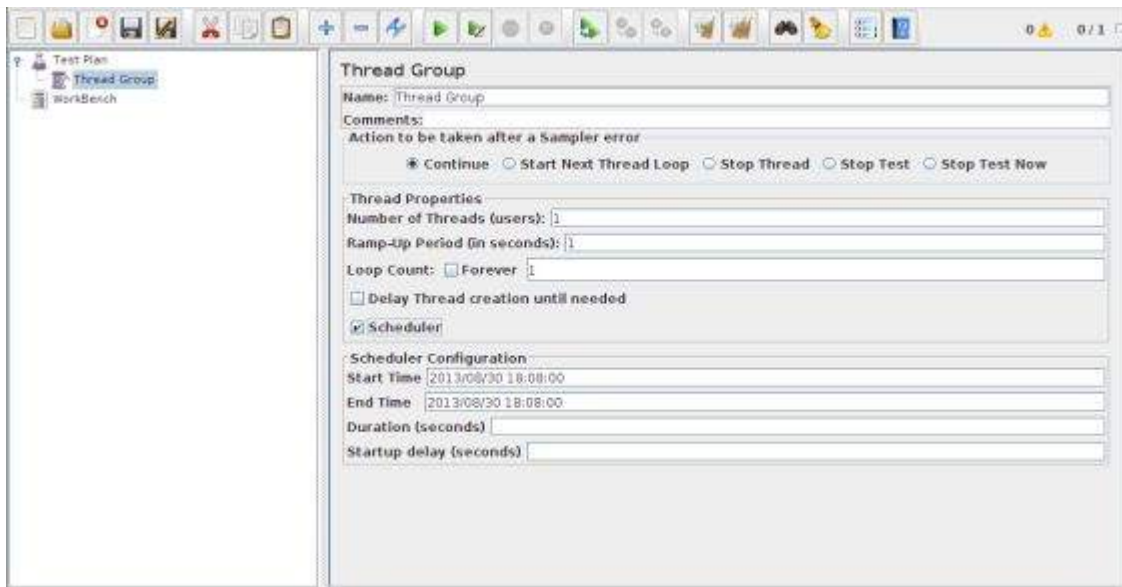 0 0/1
Test Plan
Thread Group
WorkBench
Thread Group
Name: Thread Group
Comments:
Action to be taken after a Sampler error
Continue Start Next Thread Loop Stop Thread Stop Test Stop Test Now
Thread Properties
Number of Threads (users): 1
Ramp-Up Period (in seconds): 1
Loop Count: Forever 1
Delay Thread creation until needed
Scheduler
Scheduler Configuration
Start Time 2013/08/30 18:08:00
End Time 2013/08/30 18:08:00
Duration (seconds)
Startup delay (seconds)